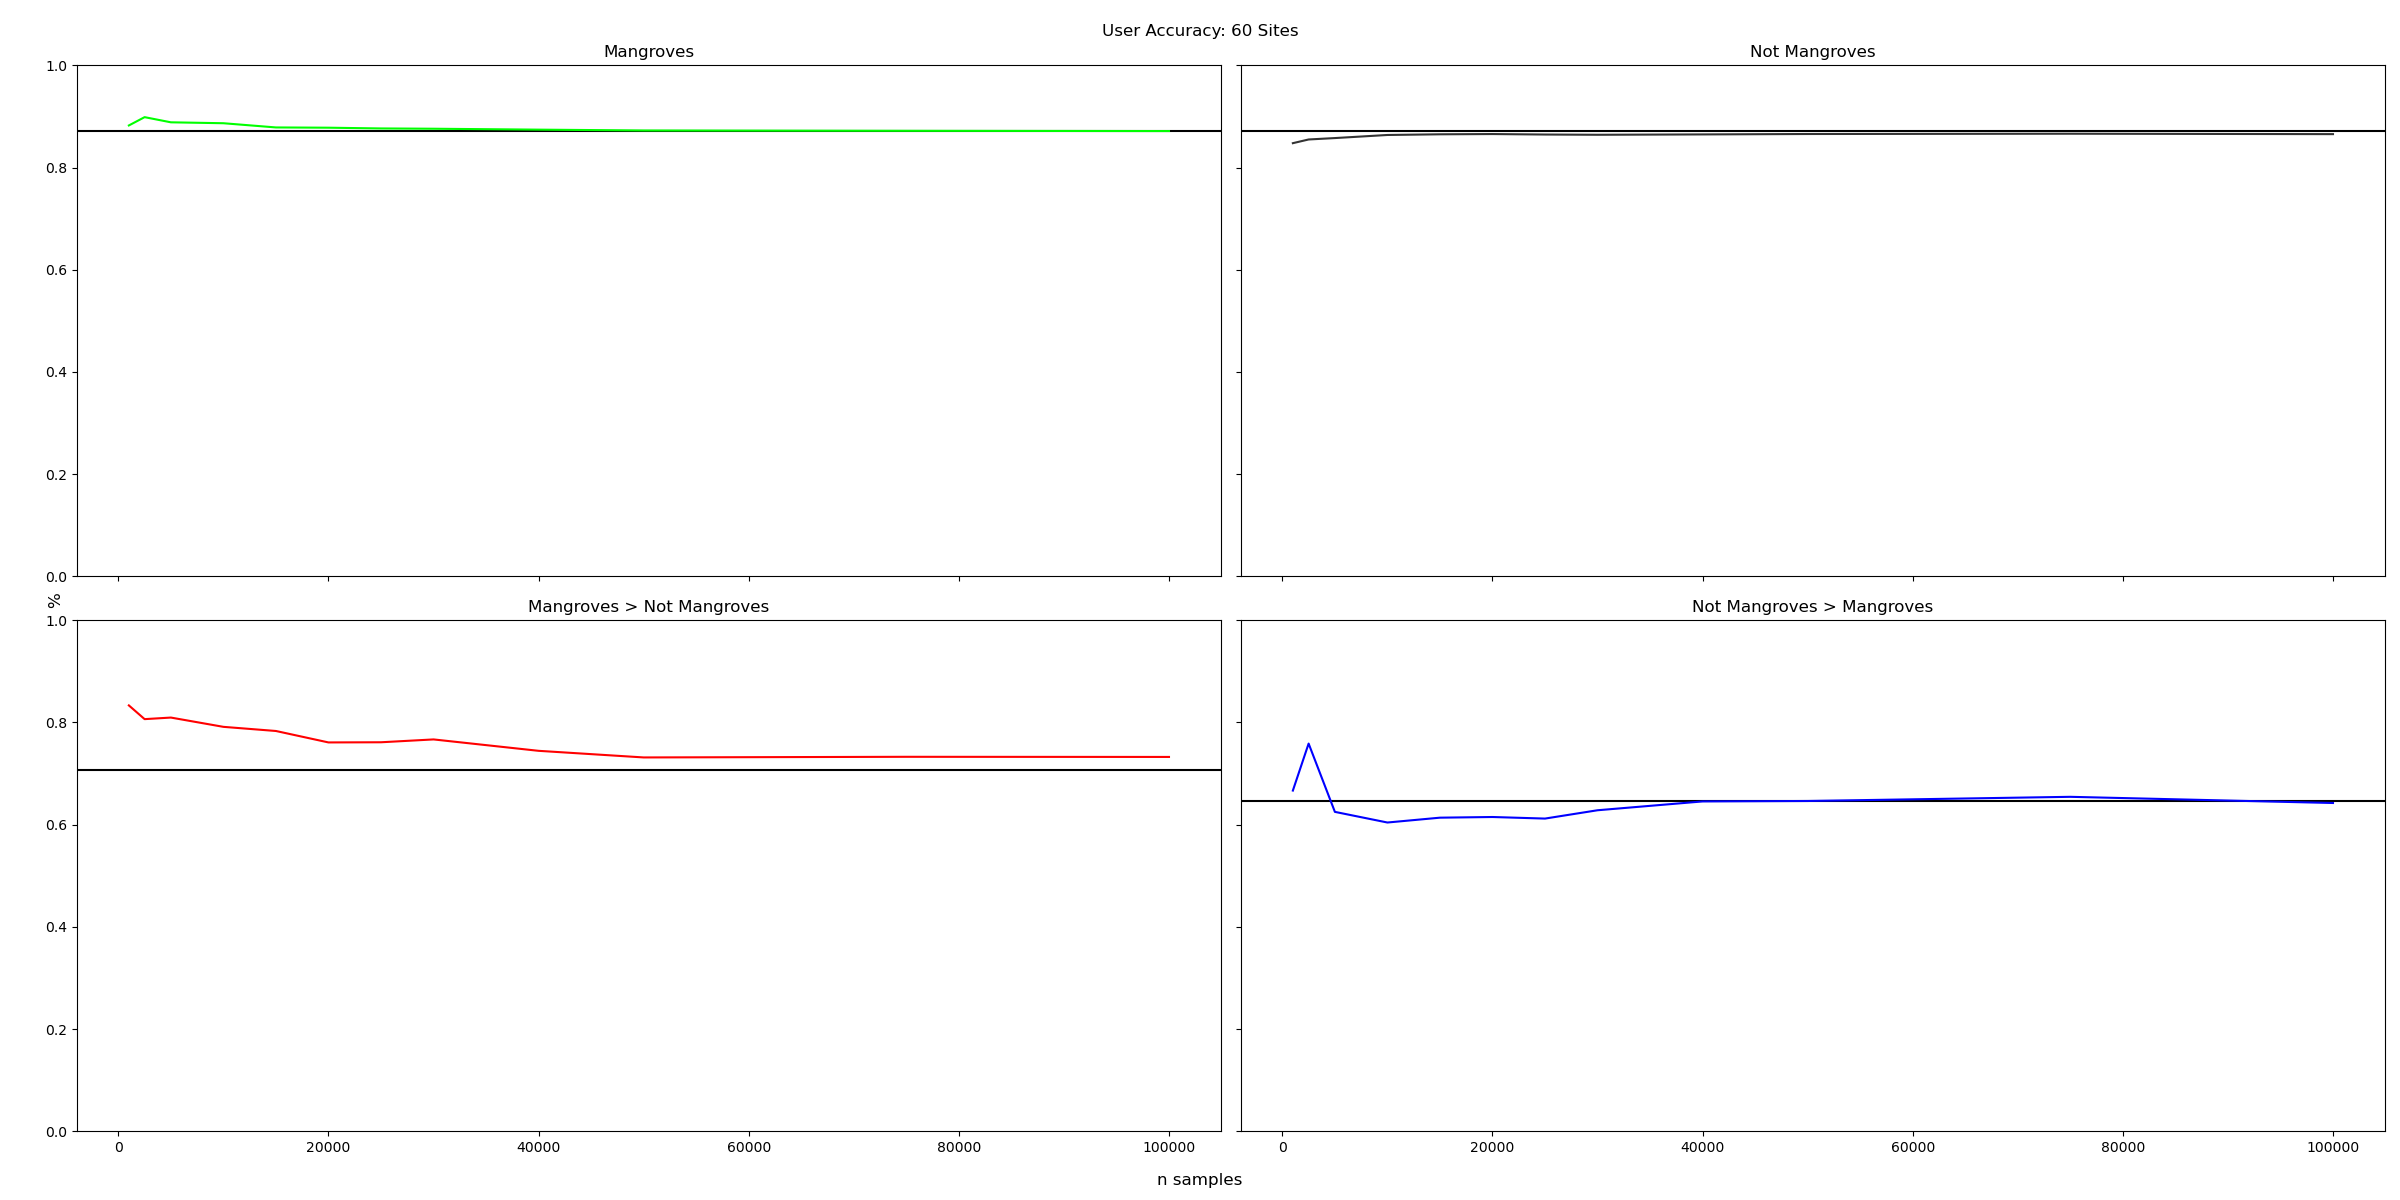 User Accuracy: 60 Sites
Mangroves
Not Mangroves
1.0
0.8
0.6
0.4
0.2
0.0
%
Mangroves > Not Mangroves
Not Mangroves > Mangroves
1.0
0.8
0.6
0.4
0.2
0.0
0 20000 40000 60000 80000 100000
0 20000 40000 60000 80000 100000
n samples